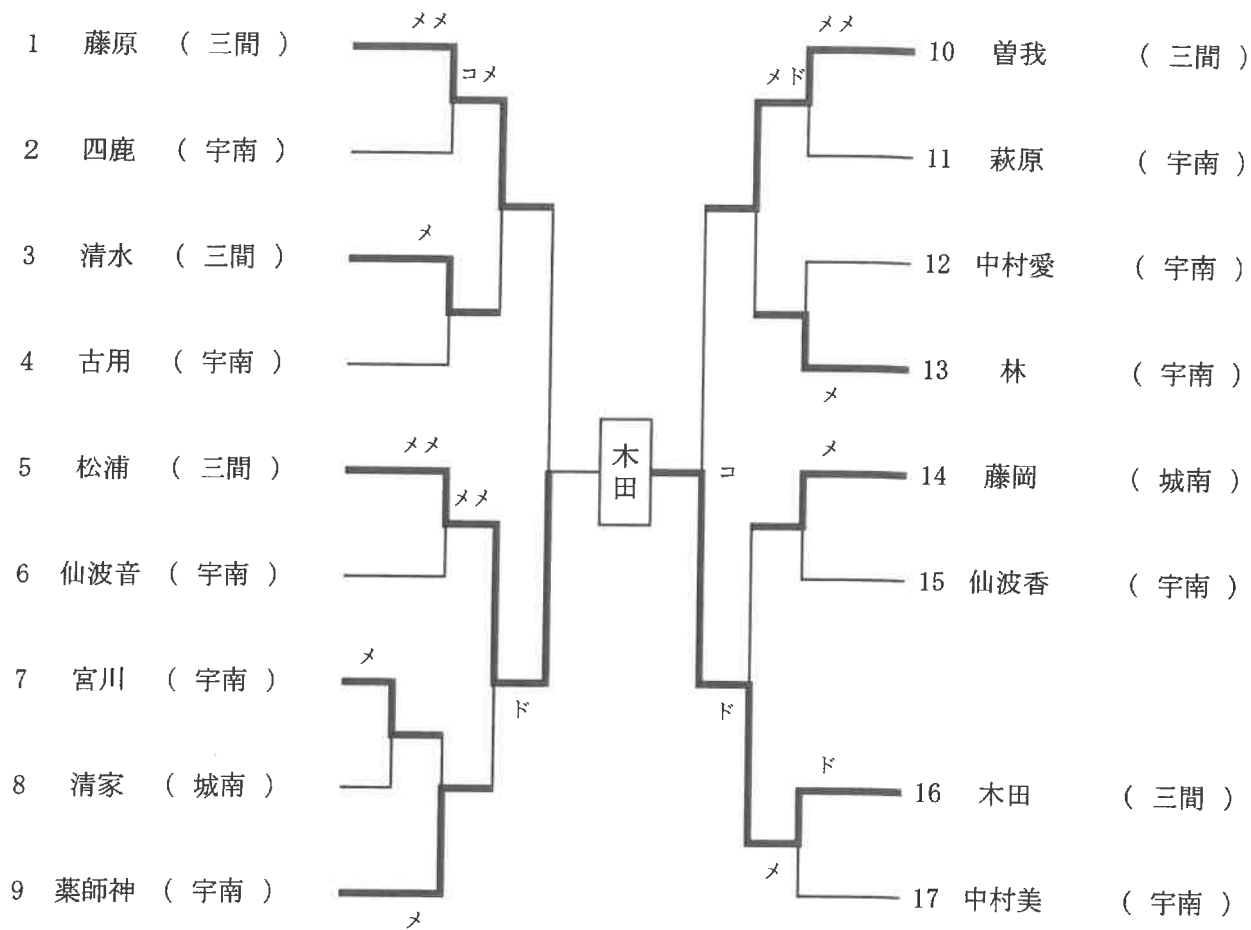 メメ
1 藤原 ( 三間 )
コメ
2 四鹿 ( 宇南 )
メ
3 清水 ( 三間 )
4 古用 ( 宇南 )
メメ
5 松浦 ( 三間 )
メメ
6 仙波音 ( 宇南 )
メ
7 宮川 ( 宇南 )
ド
8 清家 ( 城南 )
9 薬師神 ( 宇南 )
メ
木田
メメ
10 曽我 ( 三間 )
メド
11 萩原 ( 宇南 )
12 中村愛 ( 宇南 )
13 林 ( 宇南 )
メ
メ
コ
14 藤岡 ( 城南 )
15 仙波香 ( 宇南 )
ド
ド
16 木田 ( 三間 )
メ
17 中村美 ( 宇南 )